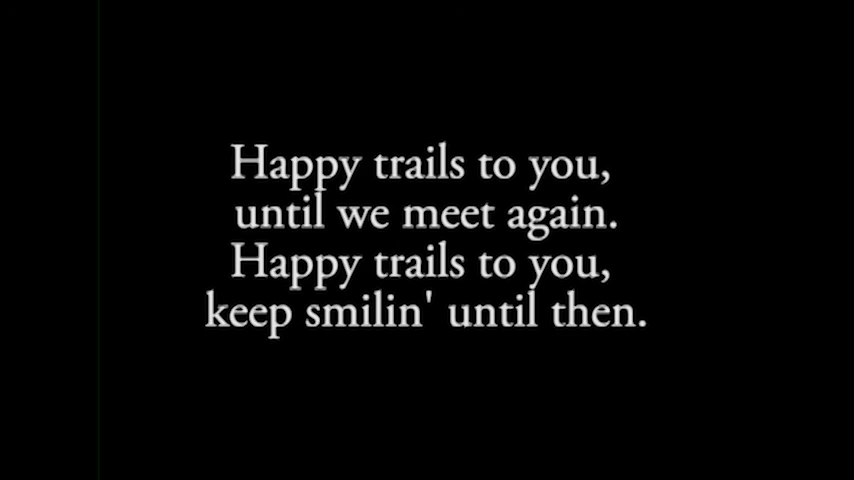 Happy trails to you,
until we meet again.
Happy trails to you,
keep smilin' until then.